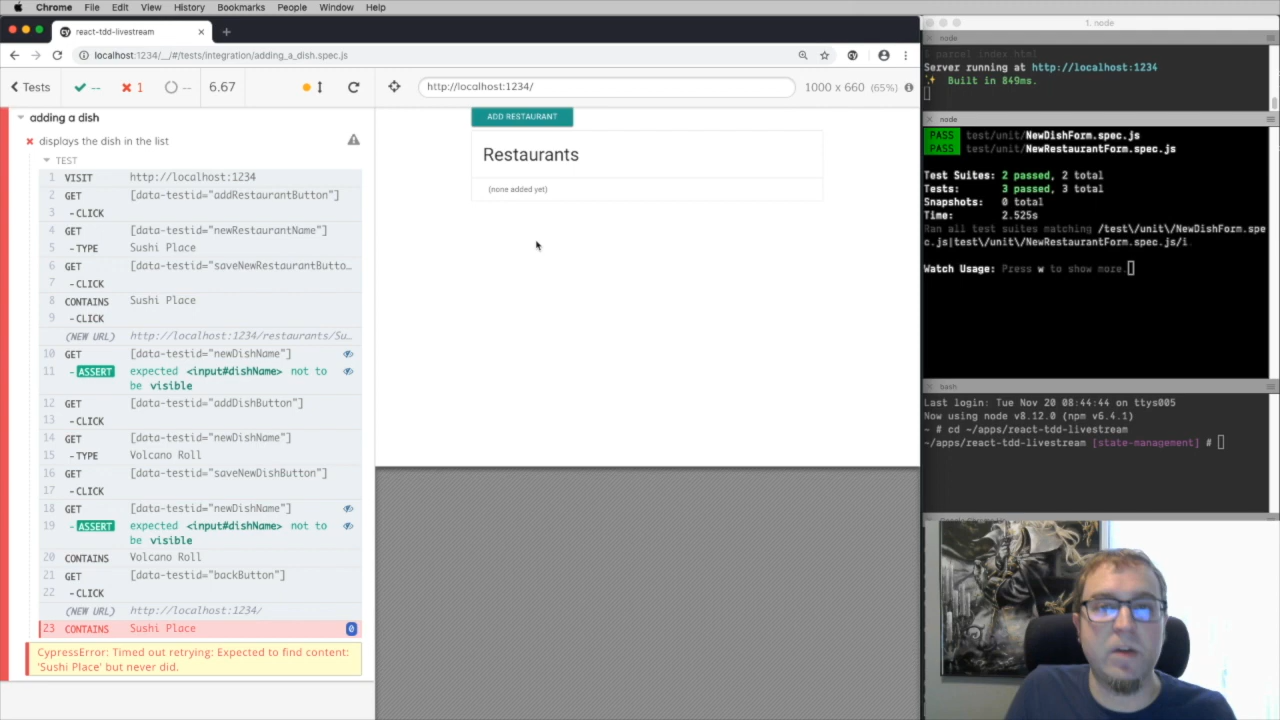 Chrome File Edit View History Bookmarks People Window Help
react-tdd-livestream
localhost:1234/__/#/tests/integration/adding_a_dish.spec.js
Tests -- 1 -- 6.67
http://localhost:1234/
1000 x 660 (65%)
adding a dish
displays the dish in the list
TEST
1 VISIT http://localhost:1234
2 GET [data-testid="addRestaurantButton"]
3 -CLICK
4 GET [data-testid="newRestaurantName"]
5 -TYPE Sushi Place
6 GET [data-testid="saveNewRestaurantButto…
7 -CLICK
8 CONTAINS Sushi Place
9 -CLICK
(NEW URL) http://localhost:1234/restaurants/Su…
10 GET [data-testid="newDishName"]
11 -ASSERT expected <input#dishName> not to
be visible
12 GET [data-testid="addDishButton"]
13 -CLICK
14 GET [data-testid="newDishName"]
15 -TYPE Volcano Roll
16 GET [data-testid="saveNewDishButton"]
17 -CLICK
18 GET [data-testid="newDishName"]
19 -ASSERT expected <input#dishName> not to
be visible
20 CONTAINS Volcano Roll
21 GET [data-testid="backButton"]
22 -CLICK
(NEW URL) http://localhost:1234/
23 CONTAINS Sushi Place 0
CypressError: Timed out retrying: Expected to find content:
'Sushi Place' but never did.
ADD RESTAURANT
Restaurants
(none added yet)
1. node
node
$ parcel index.html
Server running at http://localhost:1234
Built in 849ms.
node
PASS test/unit/NewDishForm.spec.js
PASS test/unit/NewRestaurantForm.spec.js
Test Suites: 2 passed, 2 total
Tests: 3 passed, 3 total
Snapshots: 0 total
Time: 2.525s
Ran all test suites matching /test\/unit\/NewDishForm.spe
c.js|test\/unit\/NewRestaurantForm.spec.js/i.
Watch Usage: Press w to show more.
bash
Last login: Tue Nov 20 08:44:44 on ttys005
Now using node v8.12.0 (npm v6.4.1)
~ # cd ~/apps/react-tdd-livestream
~/apps/react-tdd-livestream [state-management] #